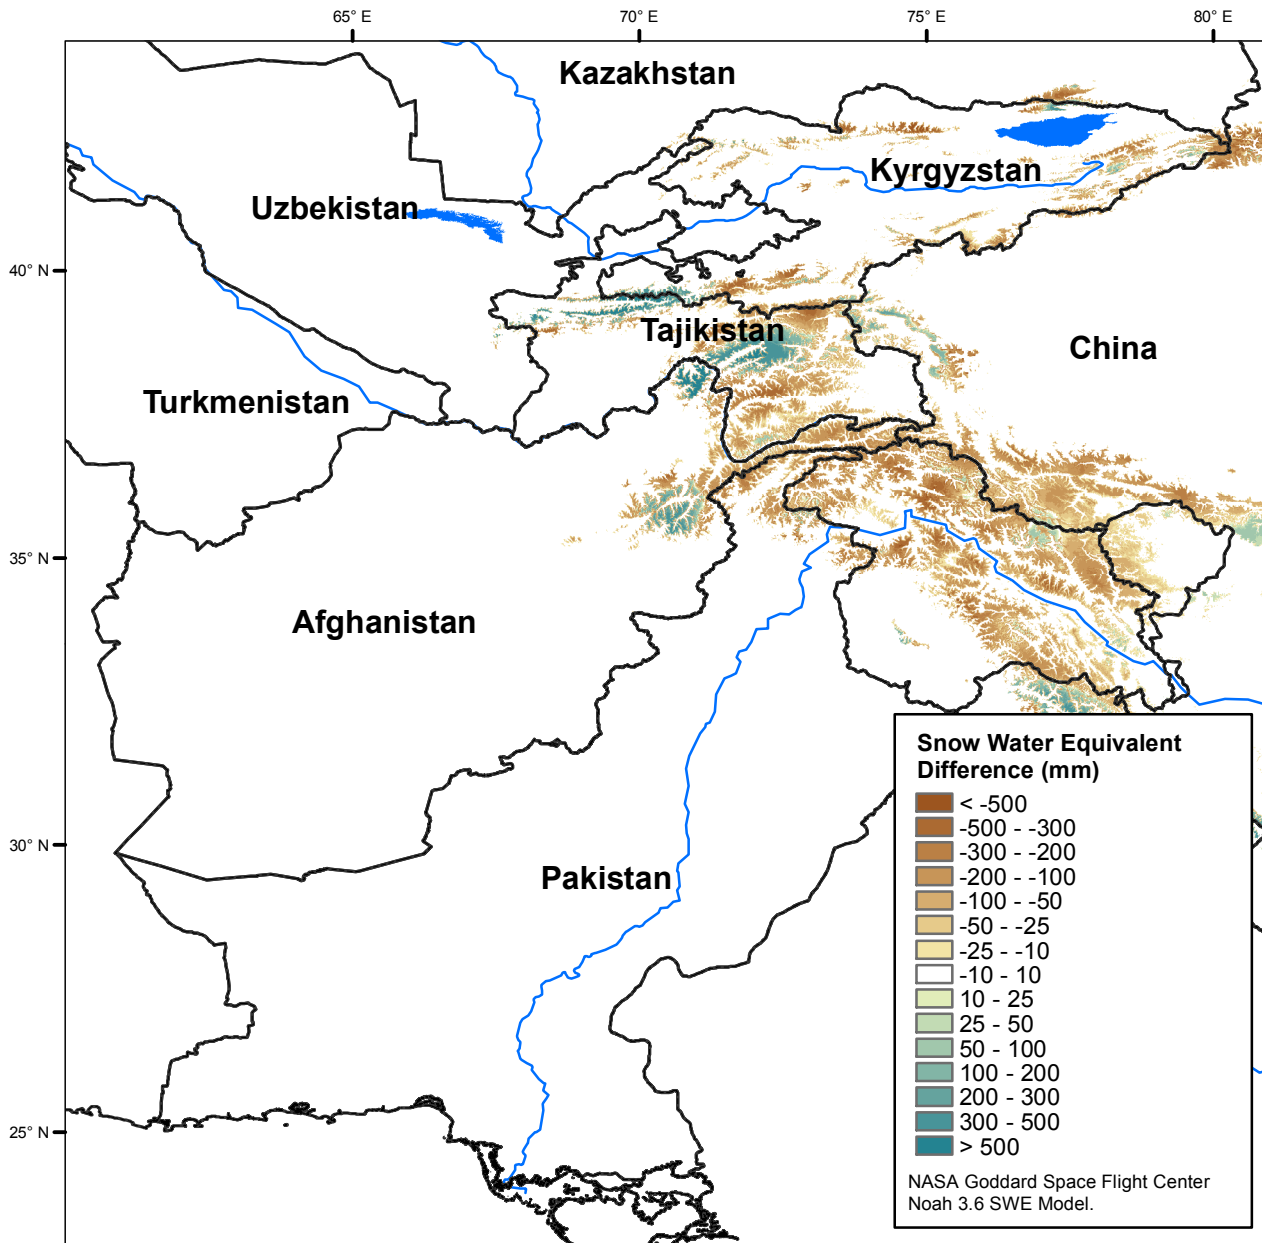 65° E
70° E
75° E
80° E
Kazakhstan
Kyrgyzstan
Uzbekistan
40° N
Tajikistan
China
Turkmenistan
35° N
Afghanistan
Snow Water Equivalent
Difference (mm)
< -500
-500 - -300
-300 - -200
-200 - -100
-100 - -50
-50 - -25
-25 - -10
-10 - 10
10 - 25
25 - 50
50 - 100
100 - 200
200 - 300
300 - 500
> 500
NASA Goddard Space Flight Center
Noah 3.6 SWE Model.
30° N
Pakistan
25° N